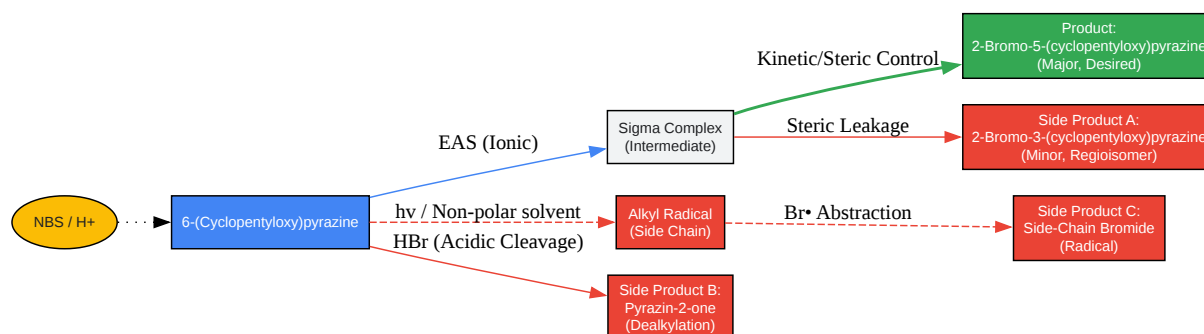 NBS / H+
6-(Cyclopentyloxy)pyrazine
EAS (Ionic)
hv / Non-polar solvent
HBr (Acidic Cleavage)
Sigma Complex
(Intermediate)
Alkyl Radical
(Side Chain)
Side Product B:
Pyrazin-2-one
(Dealkylation)
Kinetic/Steric Control
Steric Leakage
Br• Abstraction
Product:
2-Bromo-5-(cyclopentyloxy)pyrazine
(Major, Desired)
Side Product A:
2-Bromo-3-(cyclopentyloxy)pyrazine
(Minor, Regioisomer)
Side Product C:
Side-Chain Bromide
(Radical)